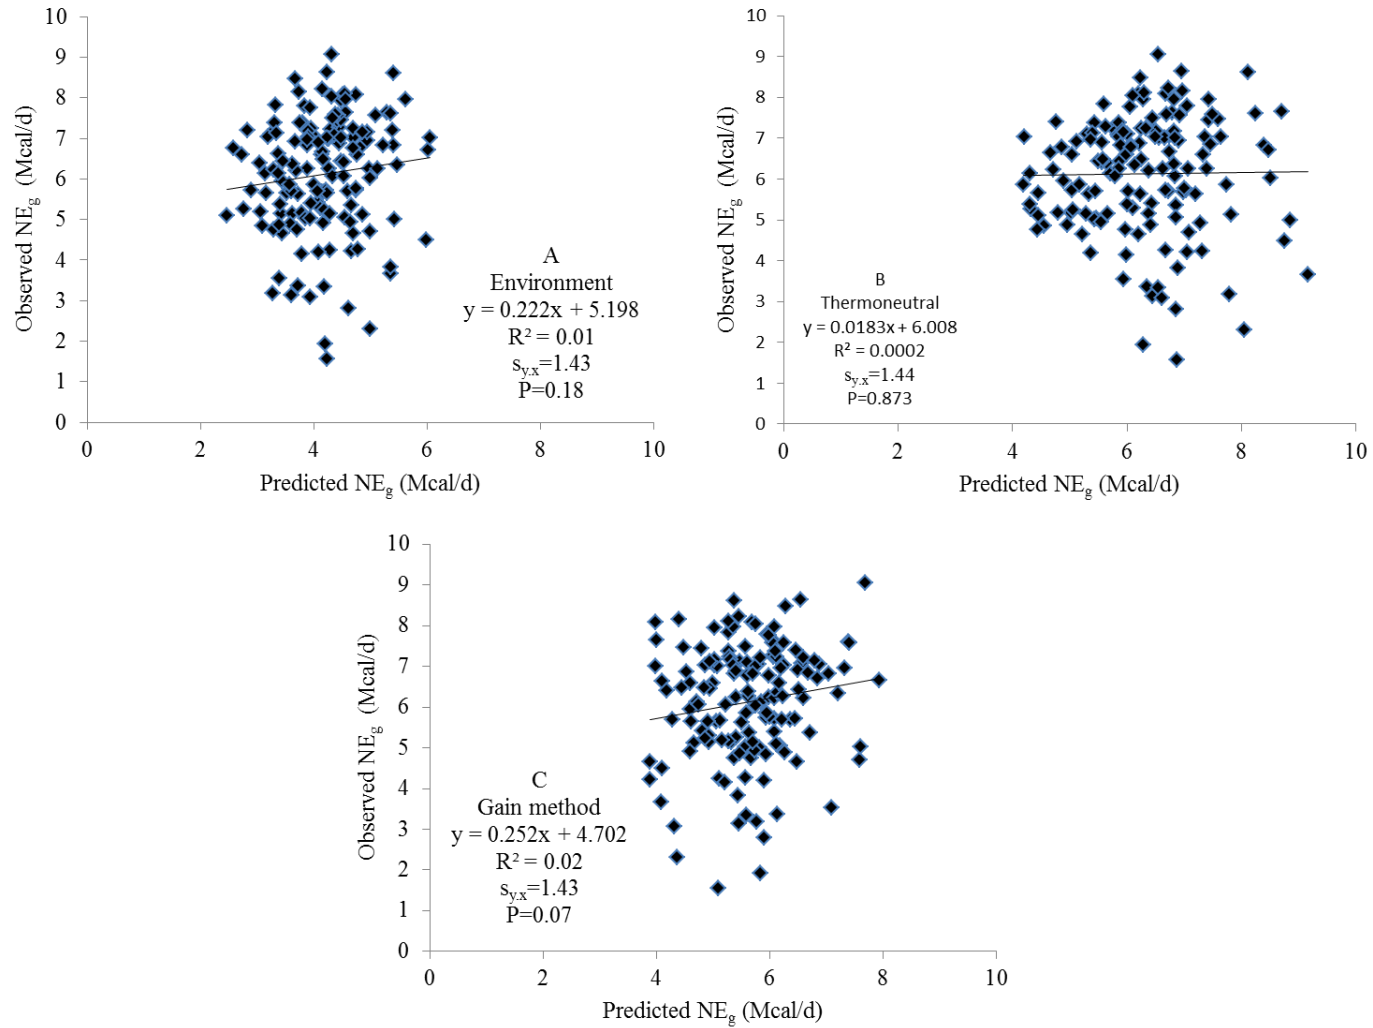 10
9
8
7
6
5
4
3
2
1
0
Observed NEg (Mcal/d)
A
Environment
y = 0.222x + 5.198
R² = 0.01
sy.x=1.43
P=0.18
0 2 4 6 8 10
Predicted NEg (Mcal/d)
10
9
8
7
6
5
4
3
2
1
0
Observed NEg (Mcal/d)
B
Thermoneutral
y = 0.0183x + 6.008
R² = 0.0002
sy.x=1.44
P=0.873
0 2 4 6 8 10
Predicted NEg (Mcal/d)
10
9
8
7
6
5
4
3
2
1
0
Observed NEg (Mcal/d)
C
Gain method
y = 0.252x + 4.702
R² = 0.02
sy.x=1.43
P=0.07
0 2 4 6 8 10
Predicted NEg (Mcal/d)